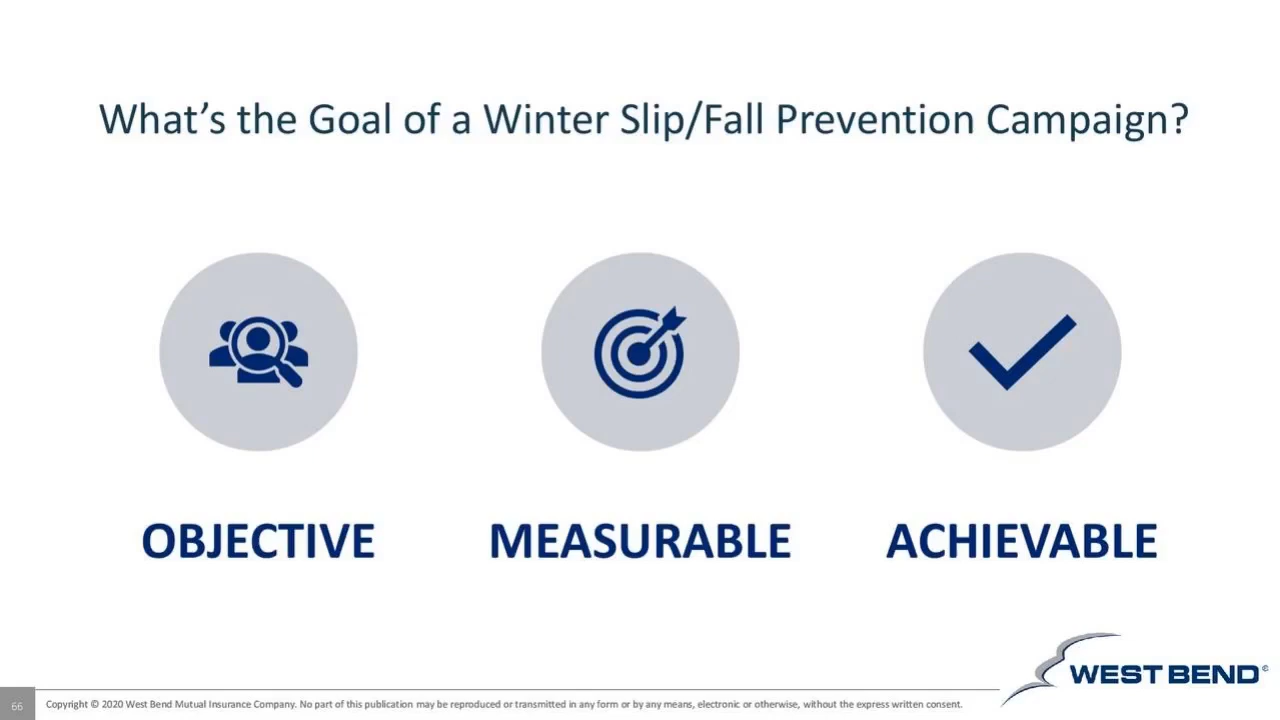 What's the Goal of a Winter Slip/Fall Prevention Campaign?
OBJECTIVE
MEASURABLE
ACHIEVABLE
WEST BEND®
66
Copyright © 2020 West Bend Mutual Insurance Company. No part of this publication may be reproduced or transmitted in any form or by any means, electronic or otherwise, without the express written consent.